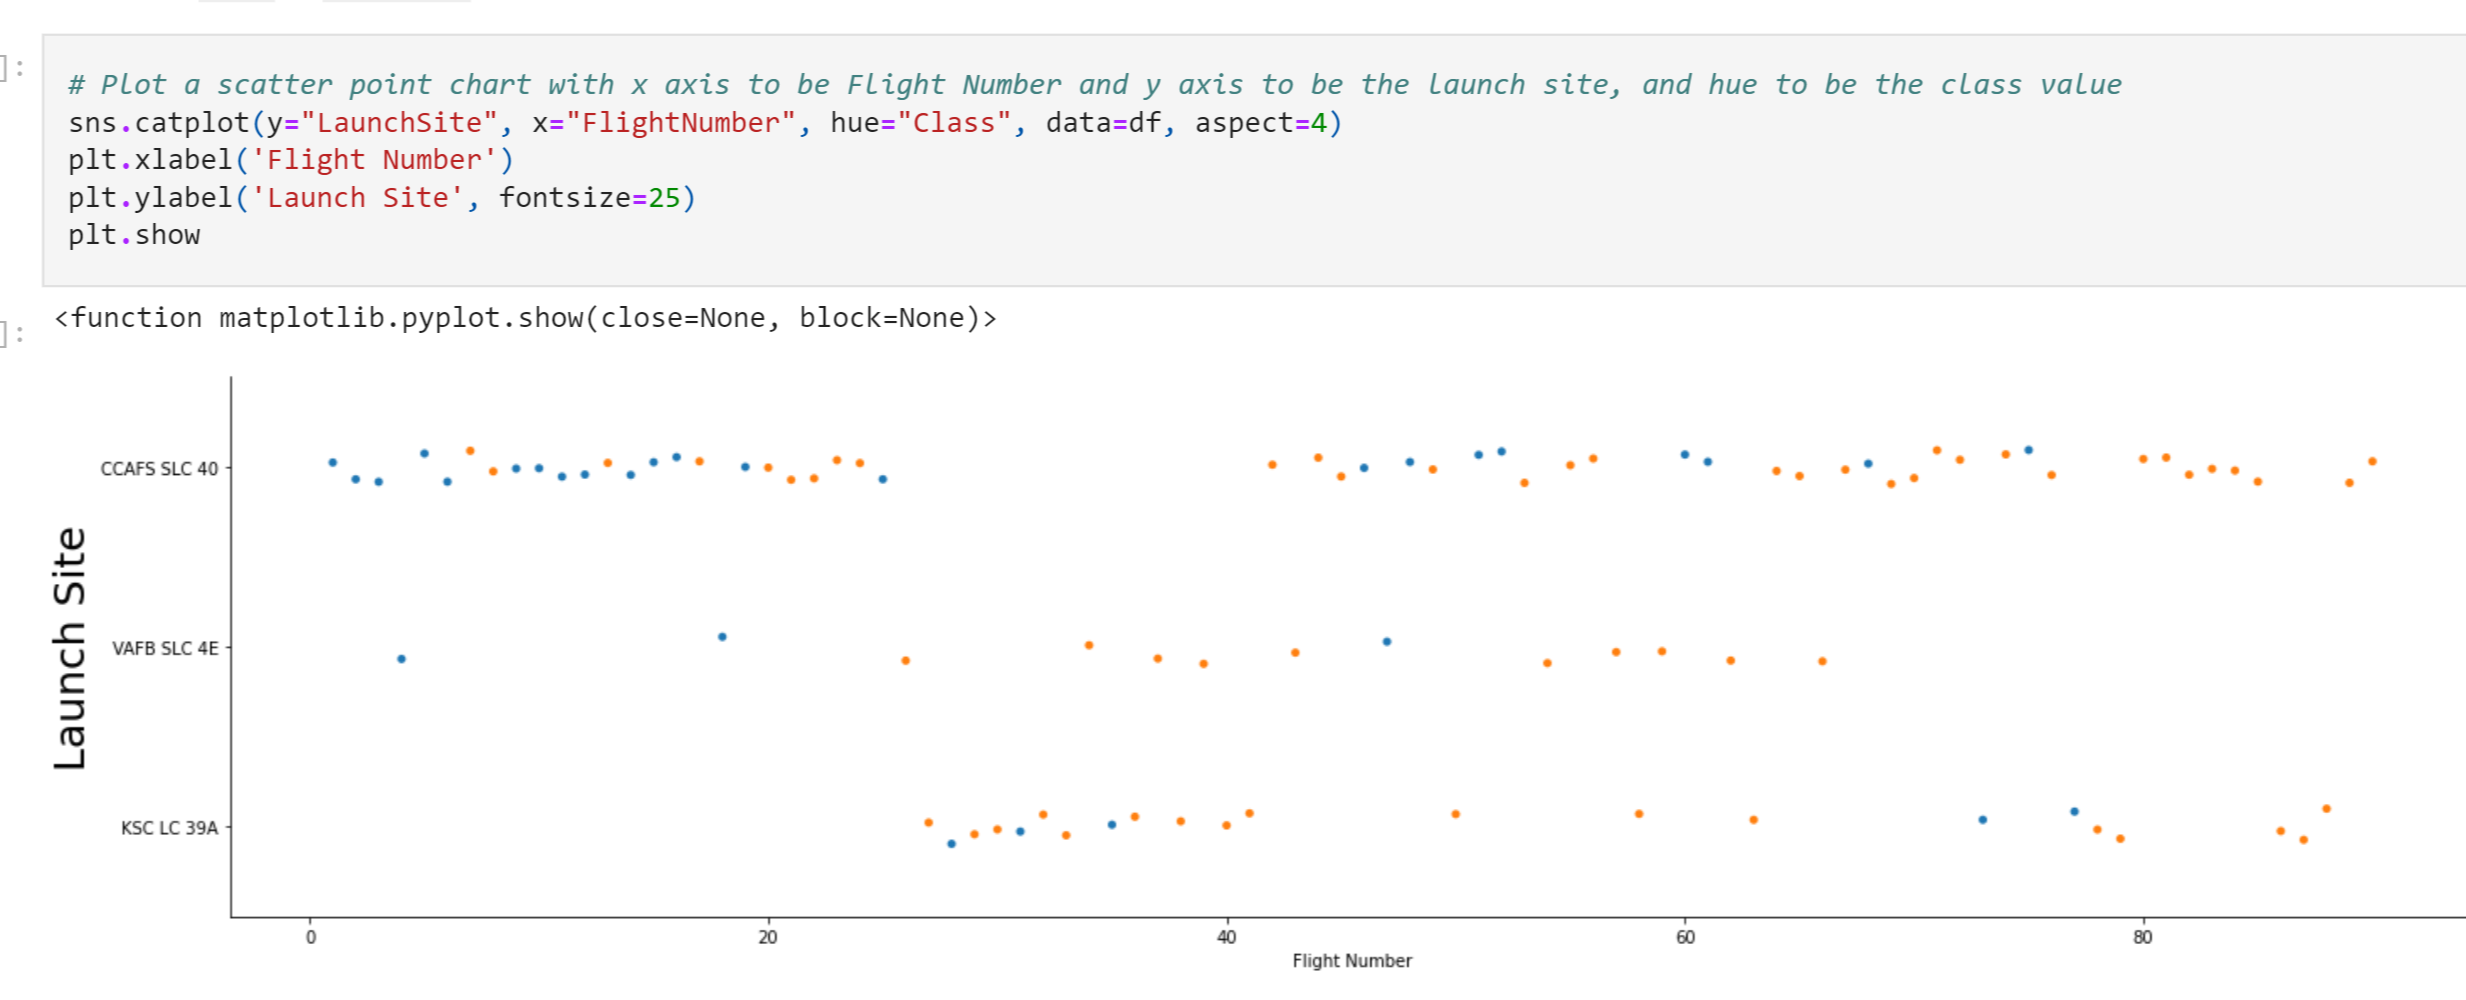 ]:
# Plot a scatter point chart with x axis to be Flight Number and y axis to be the launch site, and hue to be the class value
sns.catplot(y="LaunchSite", x="FlightNumber", hue="Class", data=df, aspect=4)
plt.xlabel('Flight Number')
plt.ylabel('Launch Site', fontsize=25)
plt.show
]:
<function matplotlib.pyplot.show(close=None, block=None)>
CCAFS SLC 40
VAFB SLC 4E
KSC LC 39A
Launch Site
0 20 40 60 80
Flight Number